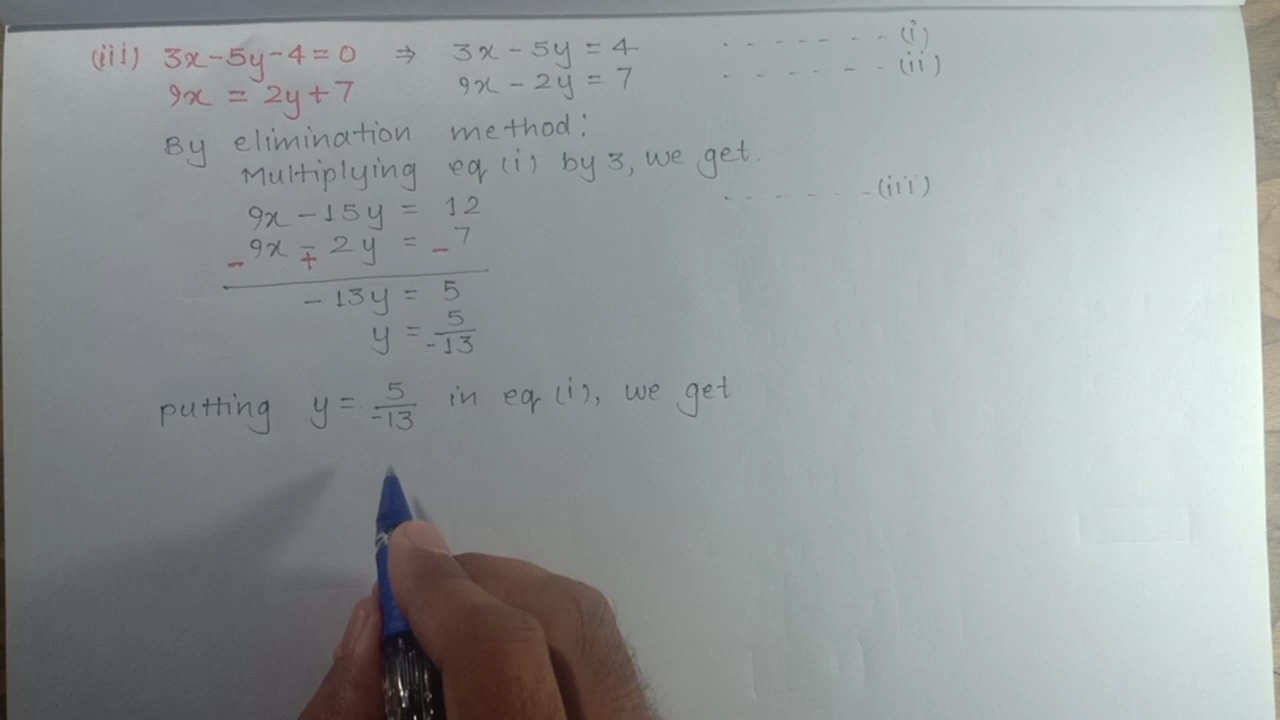 (iii) 3x-5y-4=0 ⇒ 3x-5y=4 ....... (i)
9x = 2y+7 9x-2y=7 ....... (ii)
By elimination method:
Multiplying eq (i) by 3, we get.
9x-15y = 12 ...... (iii)
9x - 2y = 7
- + -
-13y = 5
y = 5/-13
putting y = 5/-13 in eq (i), we get